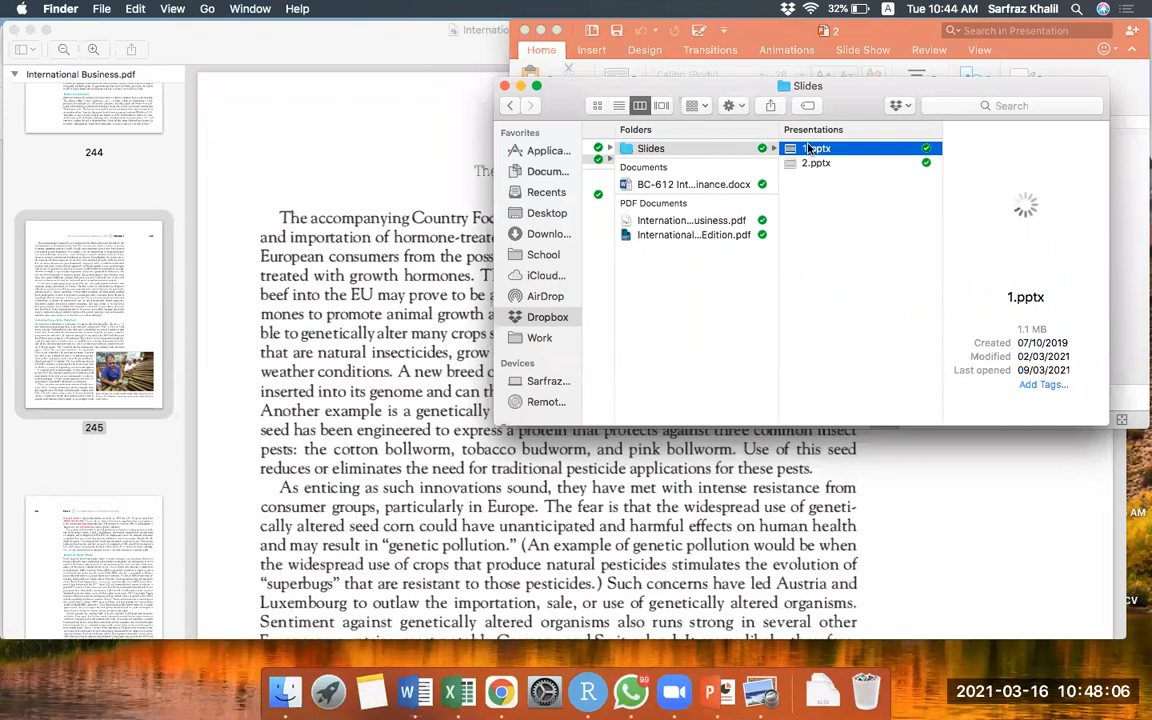 Finder File Edit View Go Window Help
32% A Tue 10:44 AM Sarfraz Khalil
2
Search in Presentation
Home Insert Design Transitions Animations Slide Show Review View
International Business.pdf
244
245
Slides
Search
Favorites
Applica...
Docum...
Recents
Desktop
Downlo...
School
iCloud...
AirDrop
Dropbox
Work
Devices
Sarfraz...
Remot...
Folders
Slides
Documents
BC-612 Int...inance.docx
PDF Documents
Internation...usiness.pdf
International...Edition.pdf
Presentations
1.pptx
2.pptx
1.pptx
1.1 MB
Created 07/10/2019
Modified 02/03/2021
Last opened 09/03/2021
Add Tags...
The accompanying Country Foc
and importation of hormone-treat
European consumers from the poss
treated with growth hormones. T
beef into the EU may prove to be
mones to promote animal growth
ble to genetically alter many crop
that are natural insecticides, grow
weather conditions. A new breed
inserted into its genome and can th
Another example is a genetically
seed has been engineered to express a protein that protects against three common insect
pests: the cotton bollworm, tobacco budworm, and pink bollworm. Use of this seed
reduces or eliminates the need for traditional pesticide applications for these pests.
As enticing as such innovations sound, they have met with intense resistance from
consumer groups, particularly in Europe. The fear is that the widespread use of geneti-
cally altered seed corn could have unanticipated and harmful effects on human health
and may result in “genetic pollution.” (An example of genetic pollution would be when
the widespread use of crops that produce natural pesticides stimulates the evolution of
“superbugs” that are resistant to those pesticides.) Such concerns have led Austria and
Luxembourg to outlaw the importation, sale, or use of genetically altered organisms.
Sentiment against genetically altered organisms also runs strong in several other
99
XLSX
2021-03-16 10:48:06